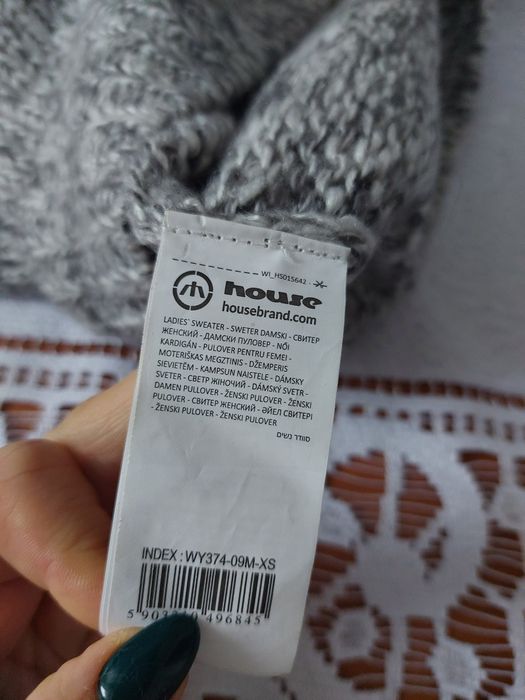 WI_HS015642
house
housebrand.com
LADIES` SWEATER - SWETER DAMSKI - СВИТЕР
ЖЕНСКИЙ - ДАМСКИ ПУЛОВЕР - NŐI
KARDIGÁN - PULOVER PENTRU FEMEI -
MOTERIŠKAS MEGZTINIS - DŽEMPERIS
SIEVIETĒM - KAMPSUN NAISTELE - DÁMSKY
SVETER - СВЕТР ЖІНОЧИЙ - DÁMSKÝ SVETR -
DAMEN PULLOVER - ŽENSKI PULOVER - ŽENSKI
PULOVER - СВИТЕР ЖЕНСКИЙ - ӘЙЕЛ СВИТЕРІ
- ŽENSKI PULOVER - ŽENSKI PULOVER
סוודר נשים
INDEX : WY374-09M-XS
496845